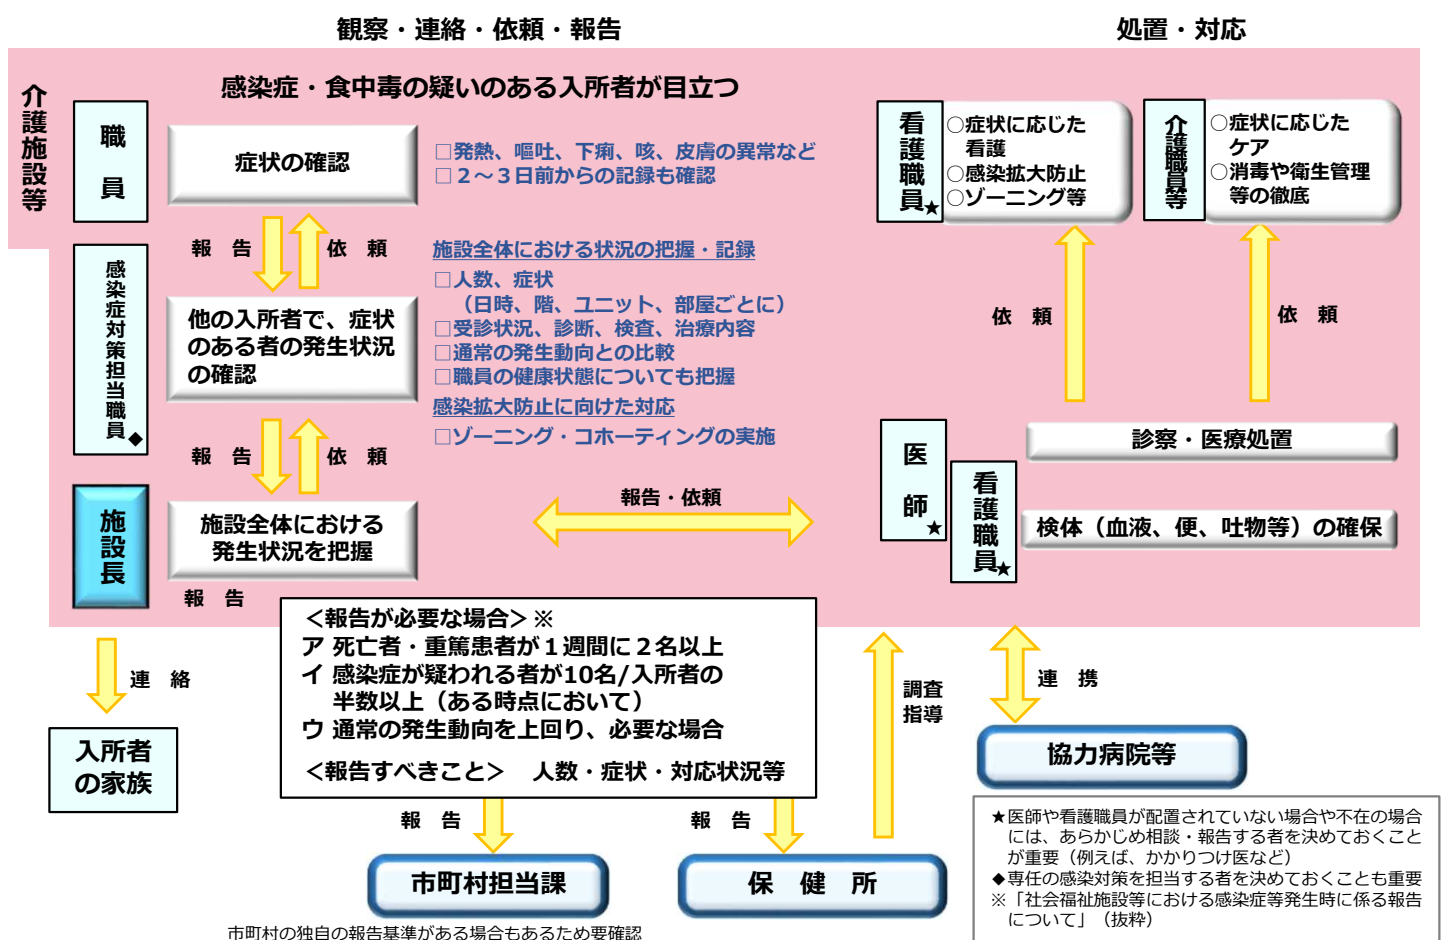 観察・連絡・依頼・報告
処置・対応
介護施設等
感染症・食中毒の疑いのある入所者が目立つ
職員
症状の確認
□発熱、嘔吐、下痢、咳、皮膚の異常など
□２～３日前からの記録も確認
報告
依頼
感染症対策担当職員◆
他の入所者で、症状
のある者の発生状況
の確認
施設全体における状況の把握・記録
□人数、症状
（日時、階、ユニット、部屋ごとに）
□受診状況、診断、検査、治療内容
□通常の発生動向との比較
□職員の健康状態についても把握
感染拡大防止に向けた対応
□ゾーニング・コホーティングの実施
報告
依頼
施設長
施設全体における
発生状況を把握
報告・依頼
看護職員★
○症状に応じた
看護
○感染拡大防止
○ゾーニング等
介護職員等
○症状に応じた
ケア
○消毒や衛生管理
等の徹底
依頼
依頼
医師★
看護職員★
診察・医療処置
検体（血液、便、吐物等）の確保
報告
＜報告が必要な場合＞※
ア 死亡者・重篤患者が１週間に２名以上
イ 感染症が疑われる者が10名/入所者の
半数以上（ある時点において）
ウ 通常の発生動向を上回り、必要な場合
＜報告すべきこと＞ 人数・症状・対応状況等
連絡
入所者
の家族
報告
報告
調査
指導
連携
市町村担当課
保健所
協力病院等
市町村の独自の報告基準がある場合もあるため要確認
★医師や看護職員が配置されていない場合や不在の場合
には、あらかじめ相談・報告する者を決めておくこと
が重要（例えば、かかりつけ医など）
◆専任の感染対策を担当する者を決めておくことも重要
※「社会福祉施設等における感染症等発生時に係る報告
について」（抜粋）